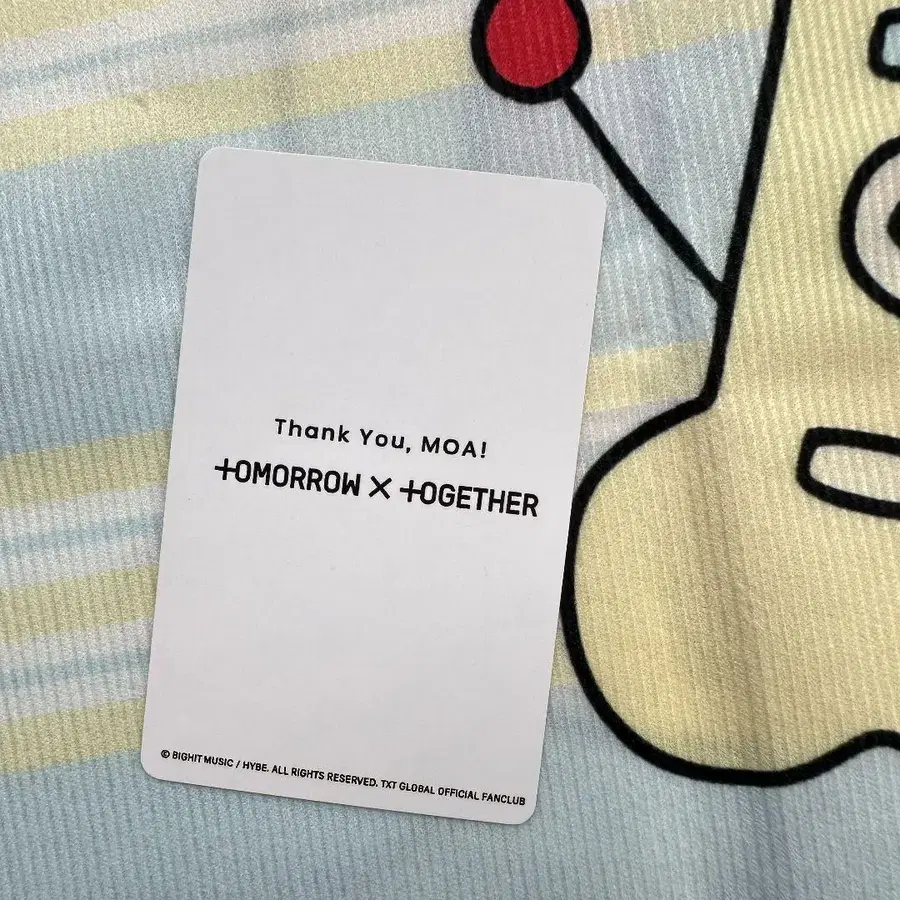 Thank You, MOA!
TOMORROW X TOGETHER
© BIGHIT MUSIC / HYBE. ALL RIGHTS RESERVED. TXT GLOBAL OFFICIAL FANCLUB